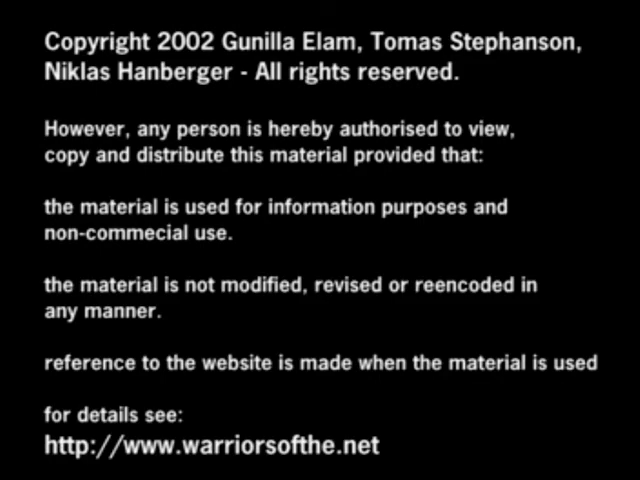 Copyright 2002 Gunilla Elam, Tomas Stephanson,
Niklas Hanberger - All rights reserved.
However, any person is hereby authorised to view,
copy and distribute this material provided that:
the material is used for information purposes and
non-commecial use.
the material is not modified, revised or reencoded in
any manner.
reference to the website is made when the material is used
for details see:
http://www.warriorsofthe.net